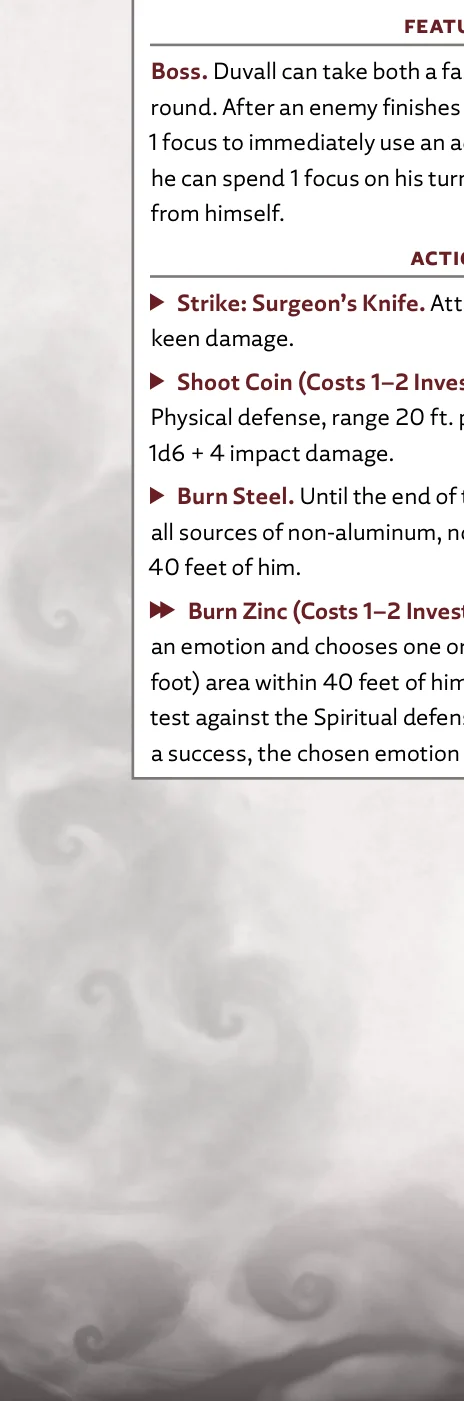 FEATU
Boss. Duvall can take both a fa
round. After an enemy finishes
1 focus to immediately use an a
he can spend 1 focus on his turn
from himself.
ACTIO
Strike: Surgeon's Knife. Att
keen damage.
Shoot Coin (Costs 1–2 Inves
Physical defense, range 20 ft. p
1d6 + 4 impact damage.
Burn Steel. Until the end of t
all sources of non-aluminum, no
40 feet of him.
Burn Zinc (Costs 1–2 Invest
an emotion and chooses one or
foot) area within 40 feet of him
test against the Spiritual defens
a success, the chosen emotion